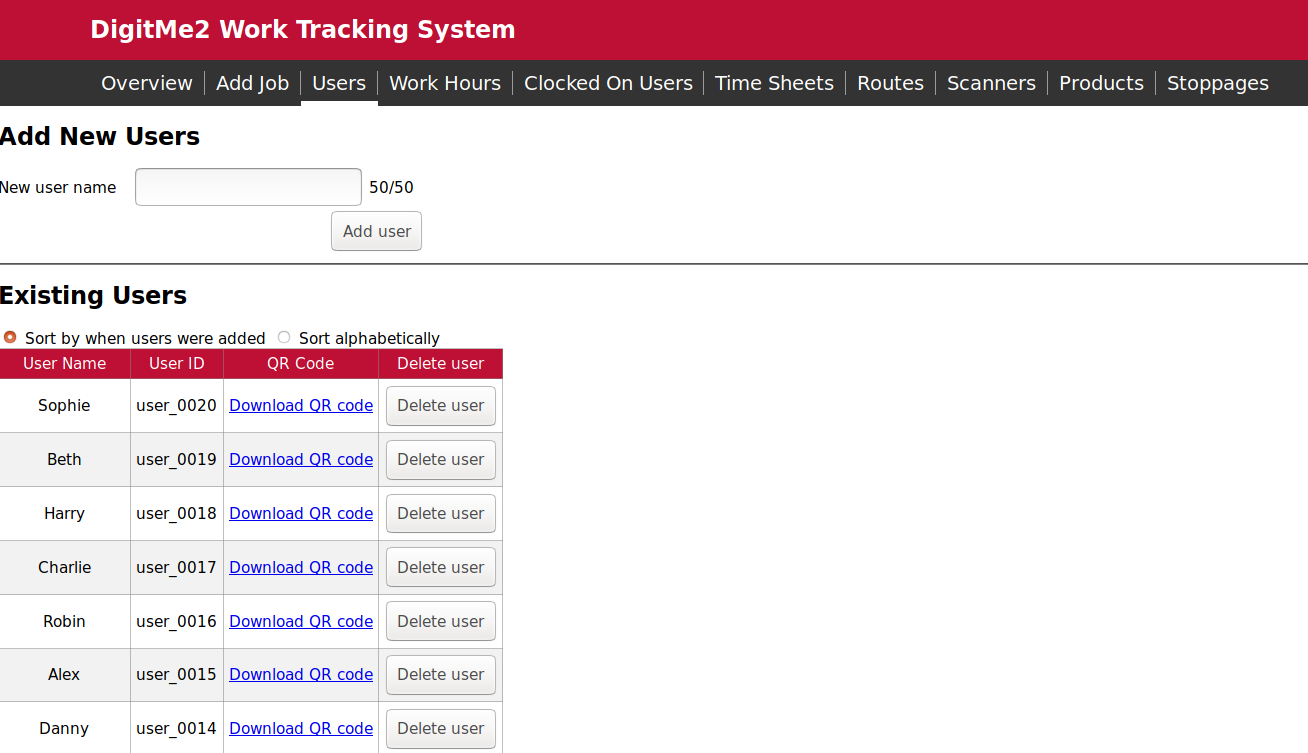 DigitMe2 Work Tracking System
Overview Add Job Users Work Hours Clocked On Users Time Sheets Routes Scanners Products Stoppages
Add New Users
New user name 50/50
Add user
Existing Users
Sort by when users were added Sort alphabetically
User Name User ID QR Code Delete user
Sophie user_0020 Download QR code Delete user
Beth user_0019 Download QR code Delete user
Harry user_0018 Download QR code Delete user
Charlie user_0017 Download QR code Delete user
Robin user_0016 Download QR code Delete user
Alex user_0015 Download QR code Delete user
Danny user_0014 Download QR code Delete user